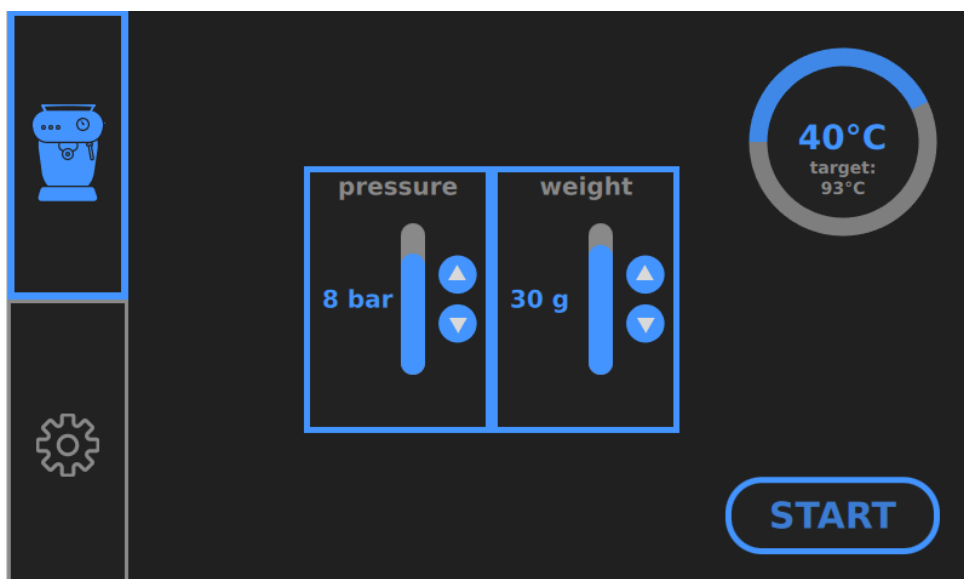 40°C
target:
93°C
pressure
weight
8 bar
30 g
START